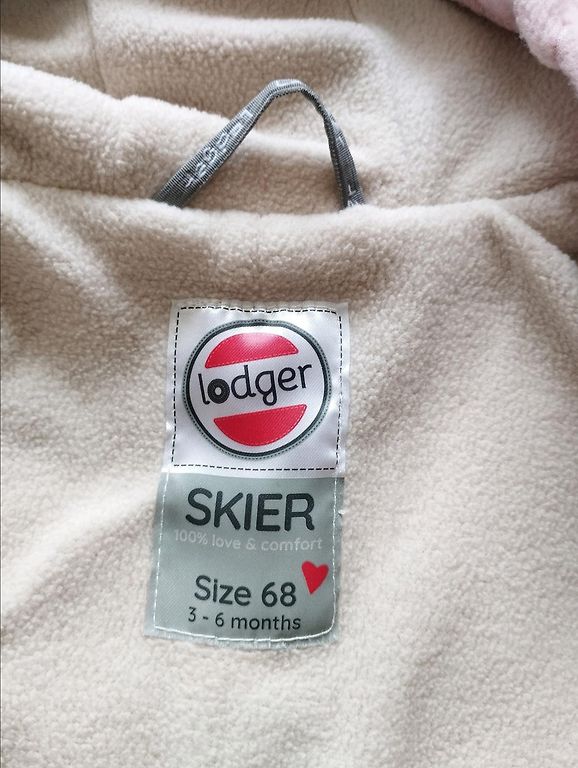 lodger
SKIER
100% love & comfort
Size 68
3 - 6 months